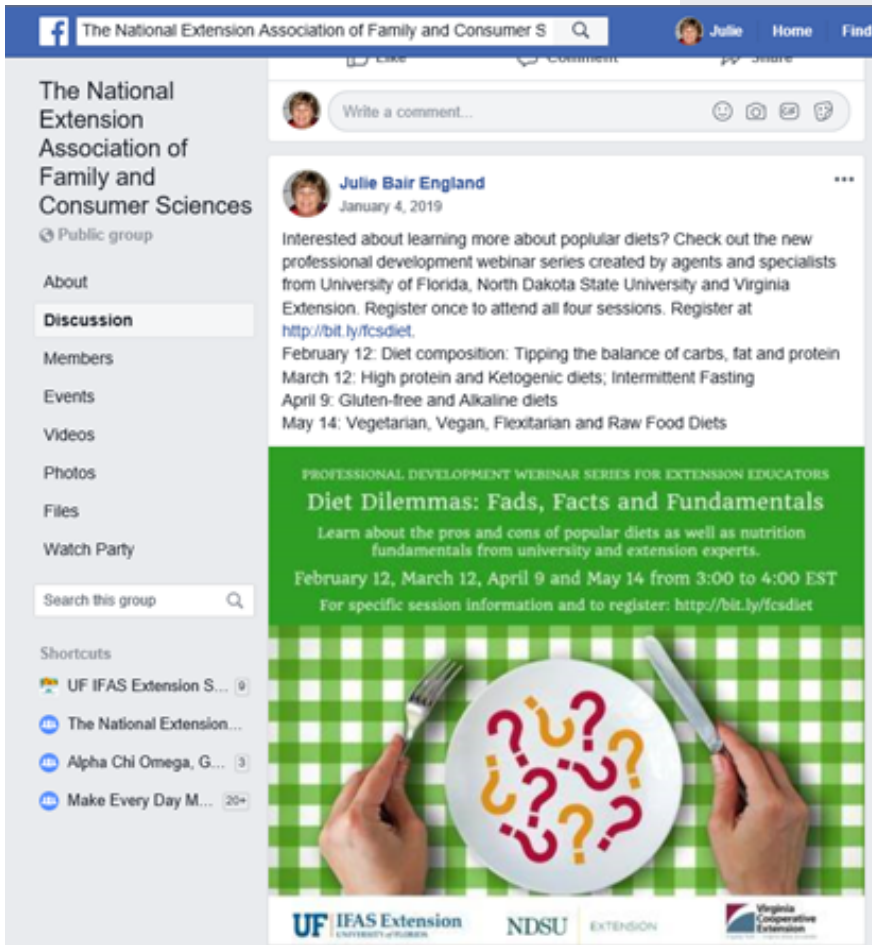 The National Extension Association of Family and Consumer S
Julie
Home
Find
The National
Extension
Association of
Family and
Consumer Sciences
Public group
About
Discussion
Members
Events
Videos
Photos
Files
Watch Party
Search this group
Shortcuts
UF IFAS Extension S... 9
The National Extension...
Alpha Chi Omega, G... 3
Make Every Day M... 20+
Like Comment Share
Write a comment...
GIF
Julie Bair England
January 4, 2019
Interested about learning more about poplular diets? Check out the new
professional development webinar series created by agents and specialists
from University of Florida, North Dakota State University and Virginia
Extension. Register once to attend all four sessions. Register at
http://bit.ly/fcsdiet.
February 12: Diet composition: Tipping the balance of carbs, fat and protein
March 12: High protein and Ketogenic diets; Intermittent Fasting
April 9: Gluten-free and Alkaline diets
May 14: Vegetarian, Vegan, Flexitarian and Raw Food Diets
PROFESSIONAL DEVELOPMENT WEBINAR SERIES FOR EXTENSION EDUCATORS
Diet Dilemmas: Fads, Facts and Fundamentals
Learn about the pros and cons of popular diets as well as nutrition
fundamentals from university and extension experts.
February 12, March 12, April 9 and May 14 from 3:00 to 4:00 EST
For specific session information and to register: http://bit.ly/fcsdiet
? ? ? ? ? ? ? ? ? ?
UF IFAS Extension
UNIVERSITY of FLORIDA
NDSU EXTENSION
Virginia
Cooperative
Extension